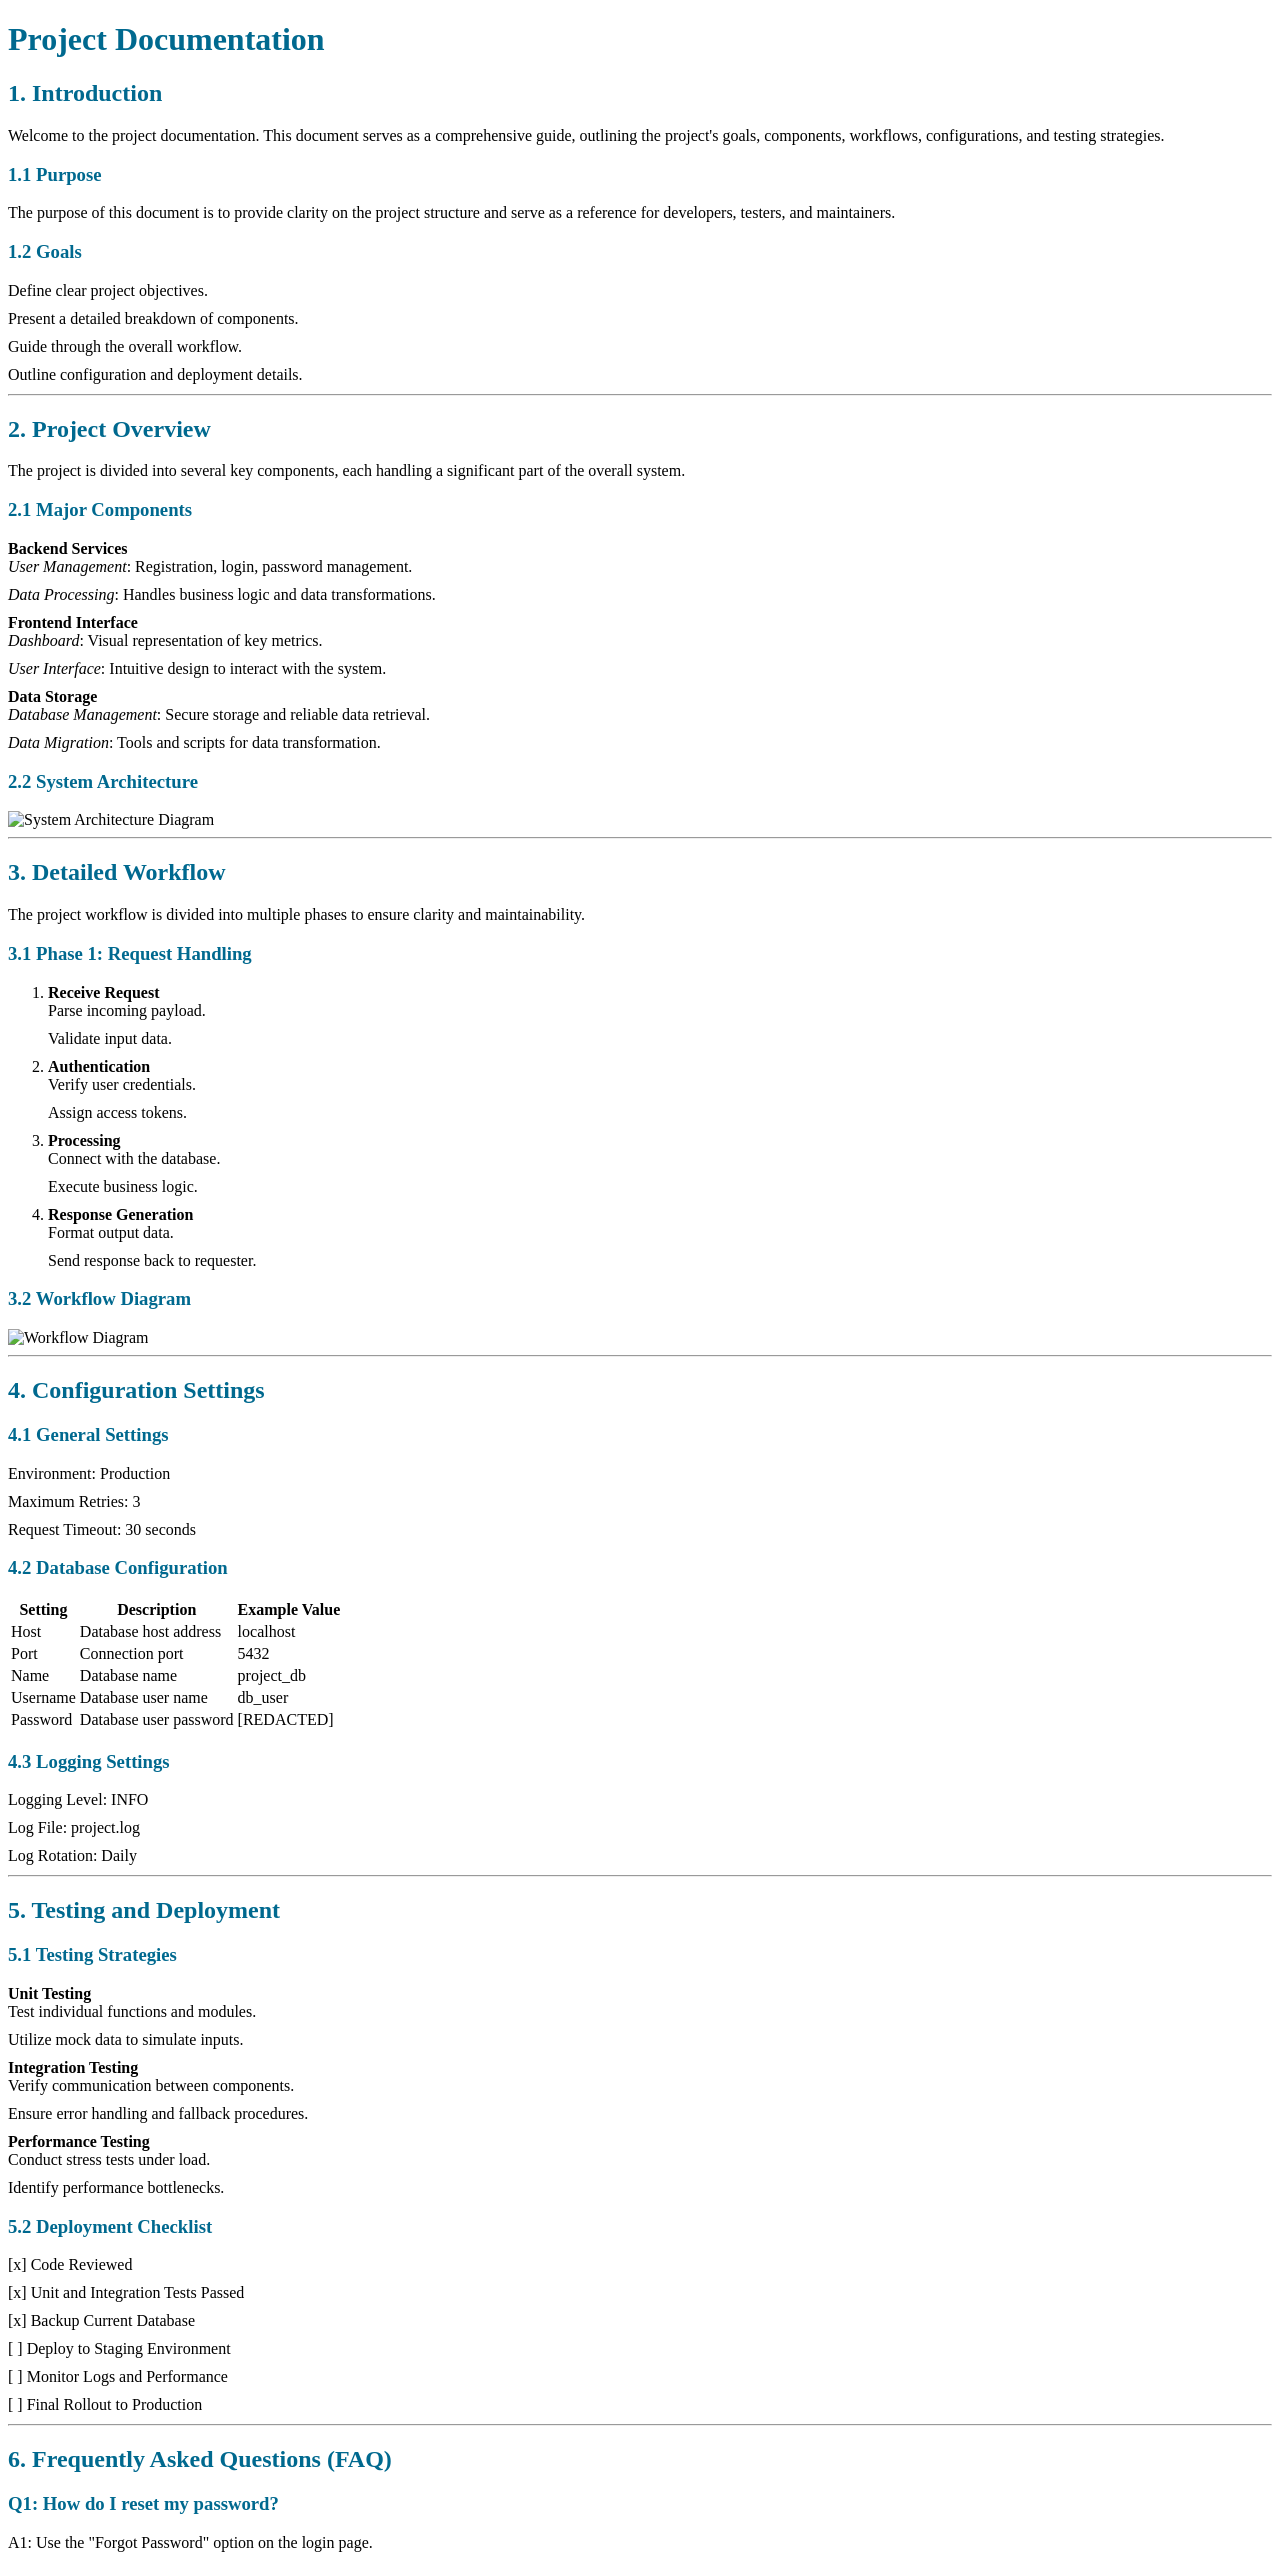 Project Documentation
1. Introduction
Welcome to the project documentation. This document serves as a comprehensive guide, outlining the project's goals, components, workflows, configurations, and testing strategies.
1.1 Purpose
The purpose of this document is to provide clarity on the project structure and serve as a reference for developers, testers, and maintainers.
1.2 Goals
Define clear project objectives.
Present a detailed breakdown of components.
Guide through the overall workflow.
Outline configuration and deployment details.
2. Project Overview
The project is divided into several key components, each handling a significant part of the overall system.
2.1 Major Components
Backend Services
User Management: Registration, login, password management.
Data Processing: Handles business logic and data transformations.
Frontend Interface
Dashboard: Visual representation of key metrics.
User Interface: Intuitive design to interact with the system.
Data Storage
Database Management: Secure storage and reliable data retrieval.
Data Migration: Tools and scripts for data transformation.
2.2 System Architecture
System Architecture Diagram
3. Detailed Workflow
The project workflow is divided into multiple phases to ensure clarity and maintainability.
3.1 Phase 1: Request Handling
1. Receive Request
Parse incoming payload.
Validate input data.
2. Authentication
Verify user credentials.
Assign access tokens.
3. Processing
Connect with the database.
Execute business logic.
4. Response Generation
Format output data.
Send response back to requester.
3.2 Workflow Diagram
Workflow Diagram
4. Configuration Settings
4.1 General Settings
Environment: Production
Maximum Retries: 3
Request Timeout: 30 seconds
4.2 Database Configuration
Setting Description Example Value
Host Database host address localhost
Port Connection port 5432
Name Database name project_db
Username Database user name db_user
Password Database user password [REDACTED]
4.3 Logging Settings
Logging Level: INFO
Log File: project.log
Log Rotation: Daily
5. Testing and Deployment
5.1 Testing Strategies
Unit Testing
Test individual functions and modules.
Utilize mock data to simulate inputs.
Integration Testing
Verify communication between components.
Ensure error handling and fallback procedures.
Performance Testing
Conduct stress tests under load.
Identify performance bottlenecks.
5.2 Deployment Checklist
[x] Code Reviewed
[x] Unit and Integration Tests Passed
[x] Backup Current Database
[ ] Deploy to Staging Environment
[ ] Monitor Logs and Performance
[ ] Final Rollout to Production
6. Frequently Asked Questions (FAQ)
Q1: How do I reset my password?
A1: Use the "Forgot Password" option on the login page.